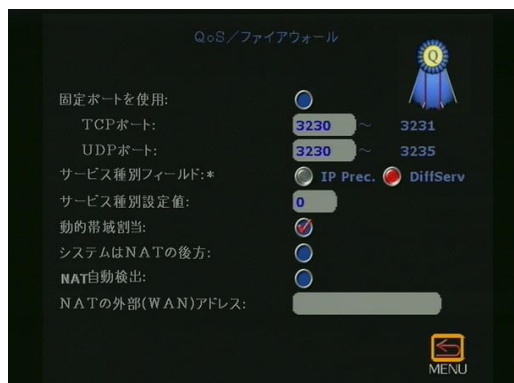 QoS／ファイアウォール
Q
固定ポートを使用:
TCPポート: 3230 ～ 3231
UDPポート: 3230 ～ 3235
サービス種別フィールド:* IP Prec. DiffServ
サービス種別設定値: 0
動的帯域割当:
システムはNATの後方:
NAT自動検出:
NATの外部(WAN)アドレス:
MENU